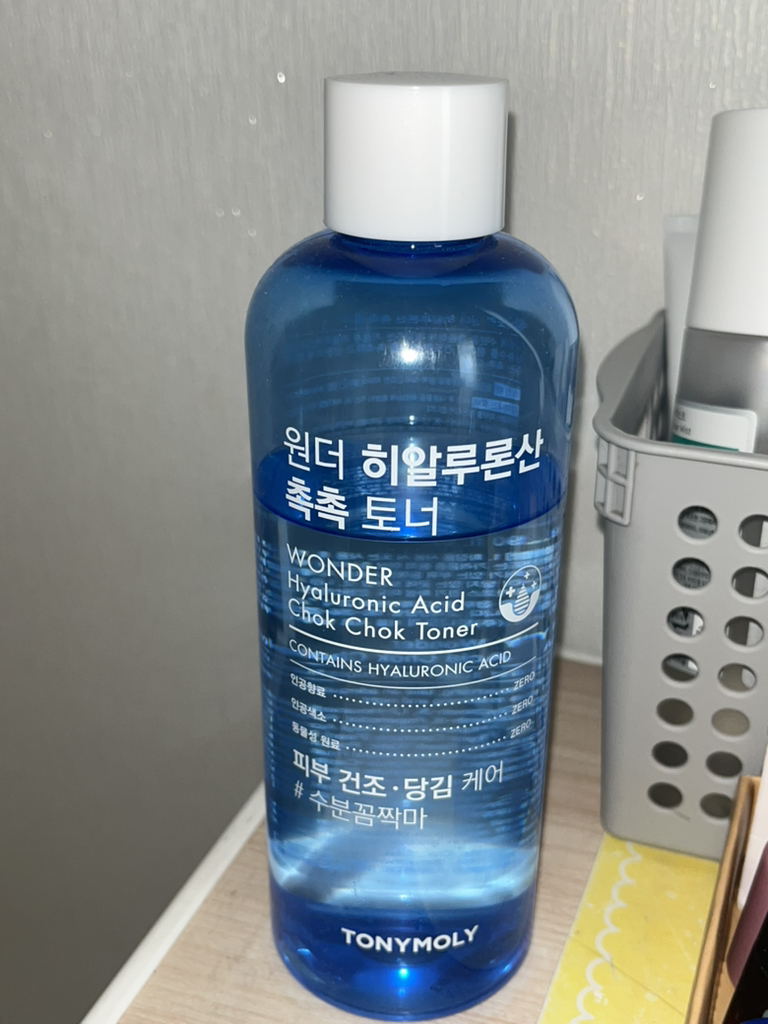 원더 히알루론산
촉촉 토너
WONDER
Hyaluronic Acid
Chok Chok Toner
CONTAINS HYALURONIC ACID
인공향료 ZERO
인공색소 ZERO
동물성 원료 ZERO
피부 건조·당김 케어
# 수분꼼짝마
TONYMOLY